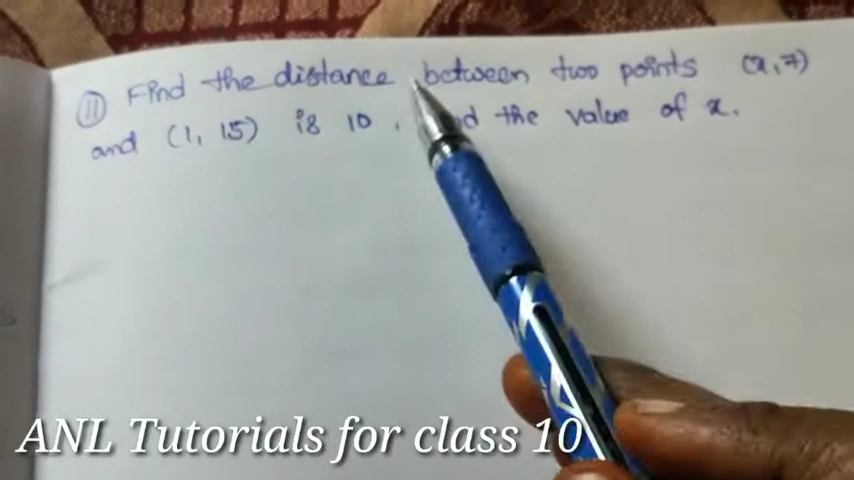 11 Find the distance between two points (x,7)
and (1, 15) is 10. the value of x.
ANL Tutorials for class 10